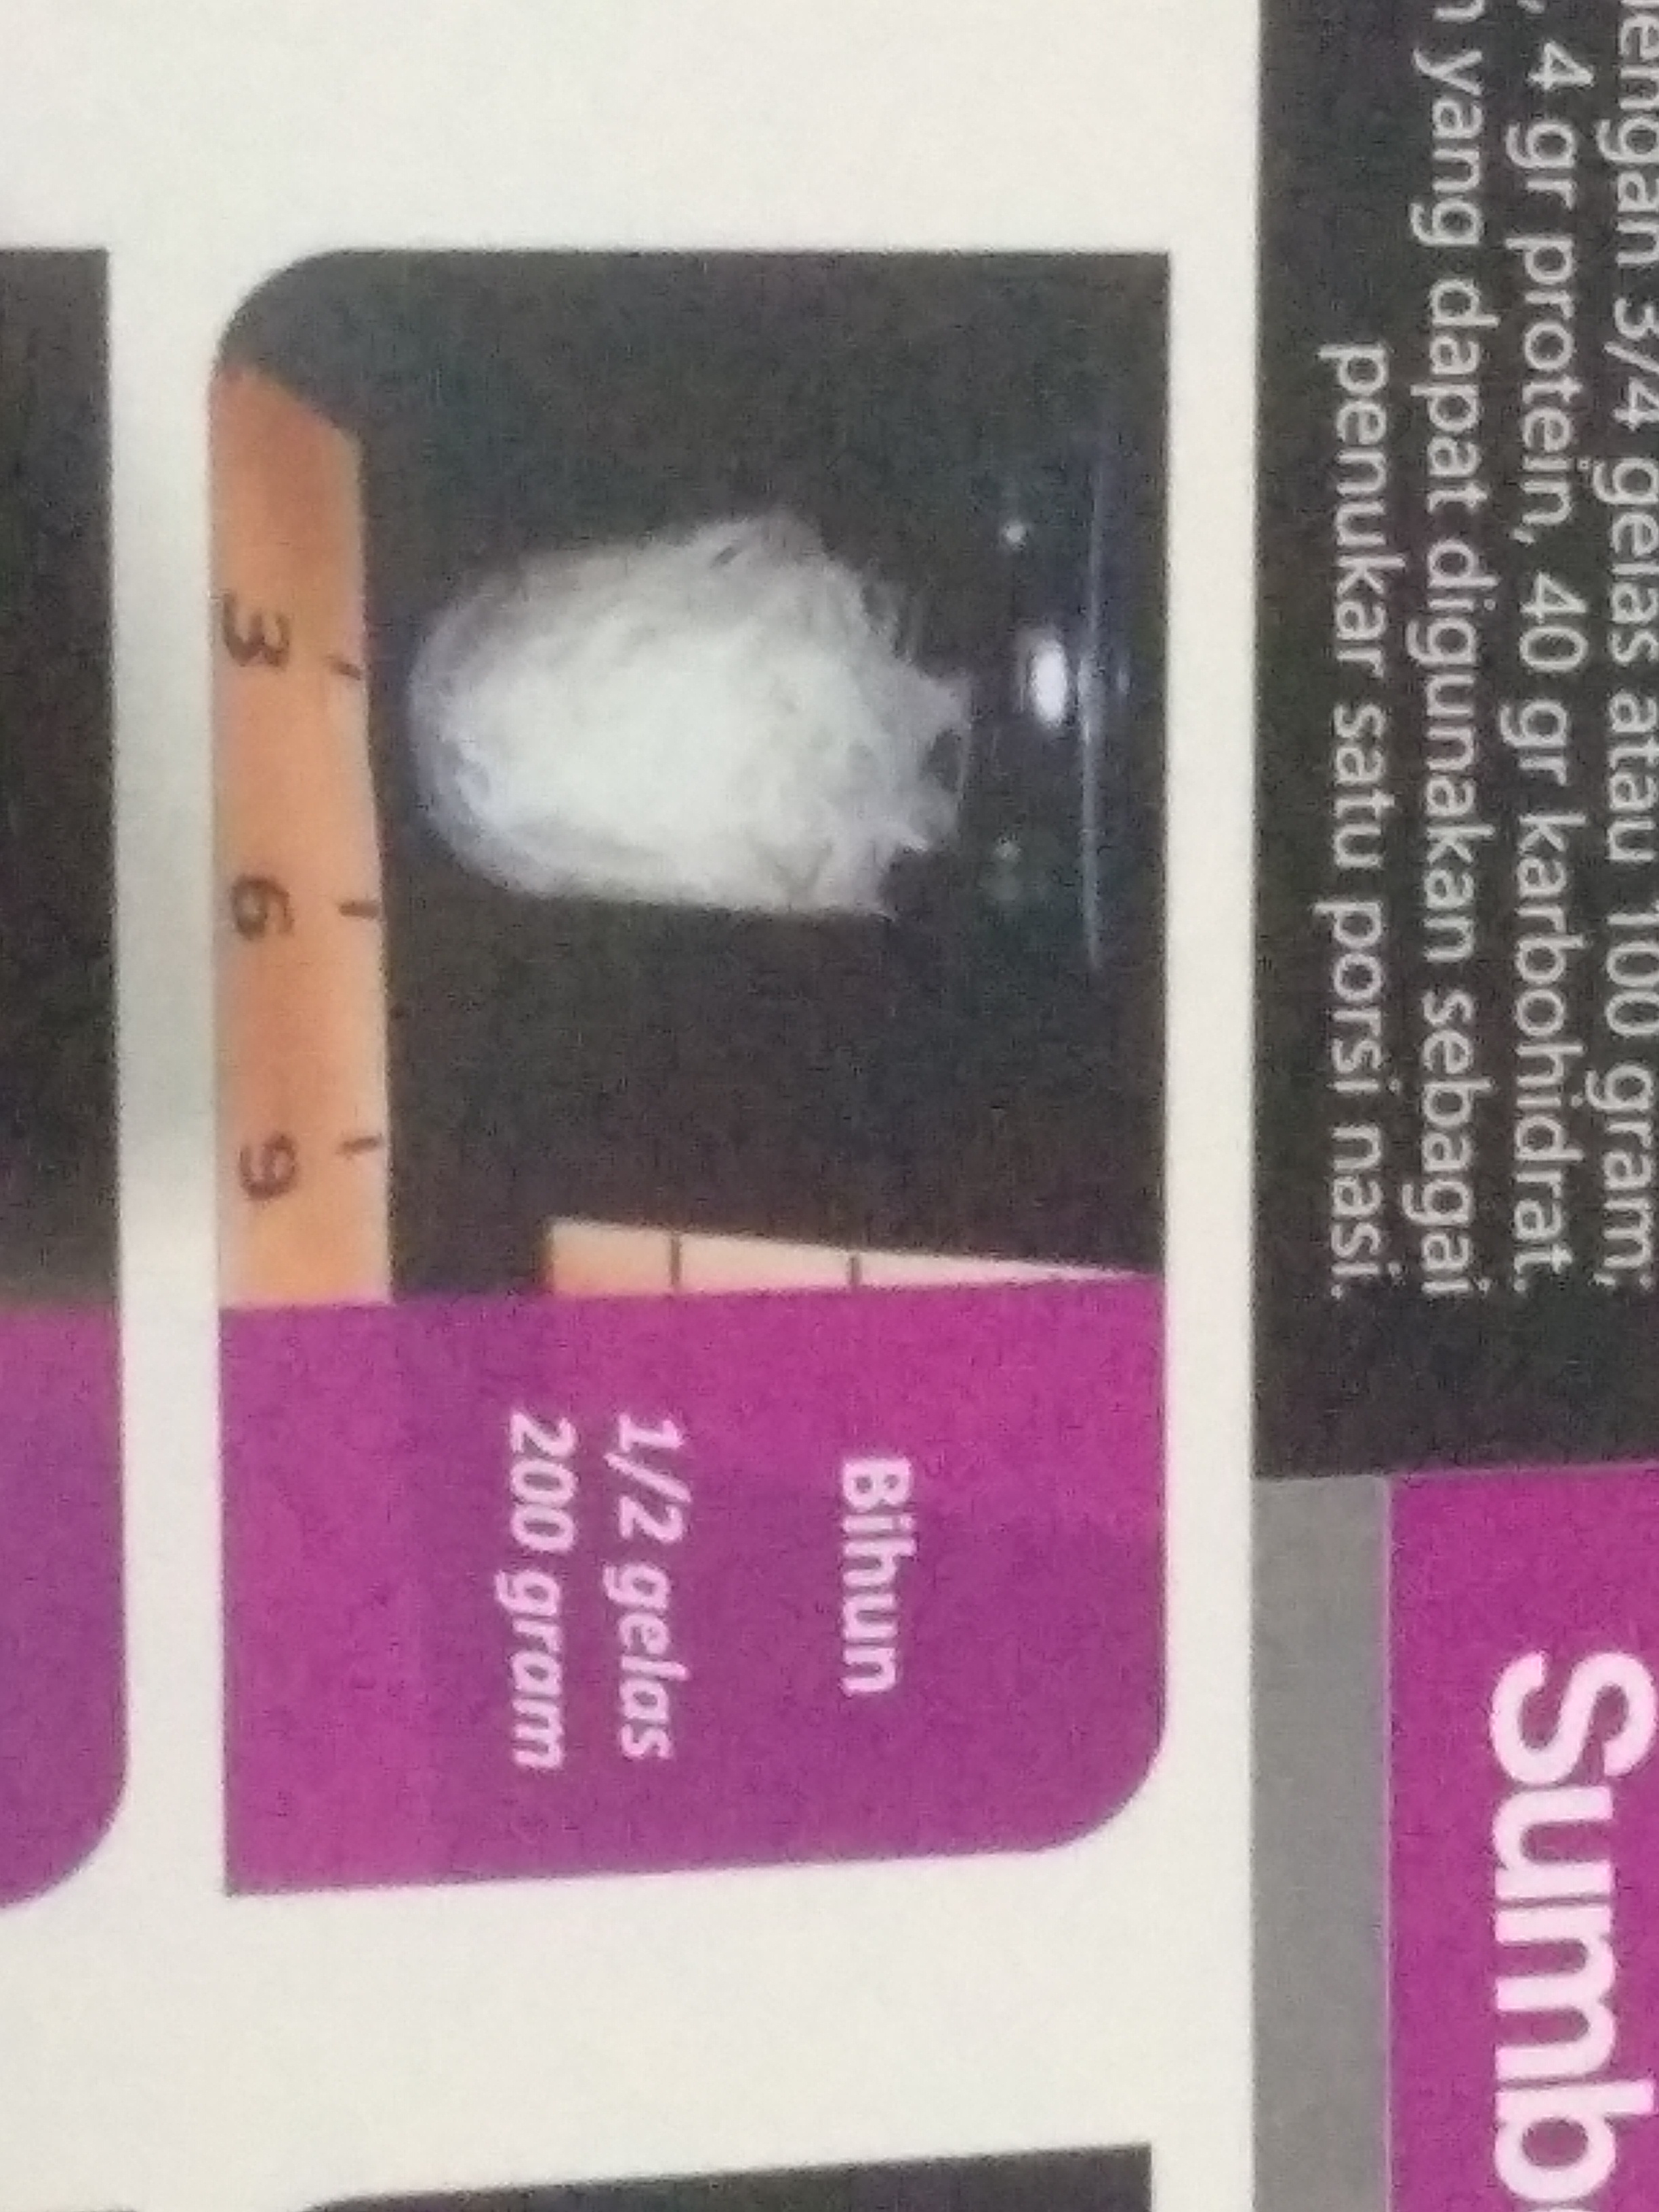 dengan 3/4 gelas atau 100 gram;
, 4 gr protein, 40 gr karbohidrat.
yang dapat digunakan sebagai
penukar satu porsi nasi.
Sumb
Bihun
1/2 gelas
200 gram
3 6 9